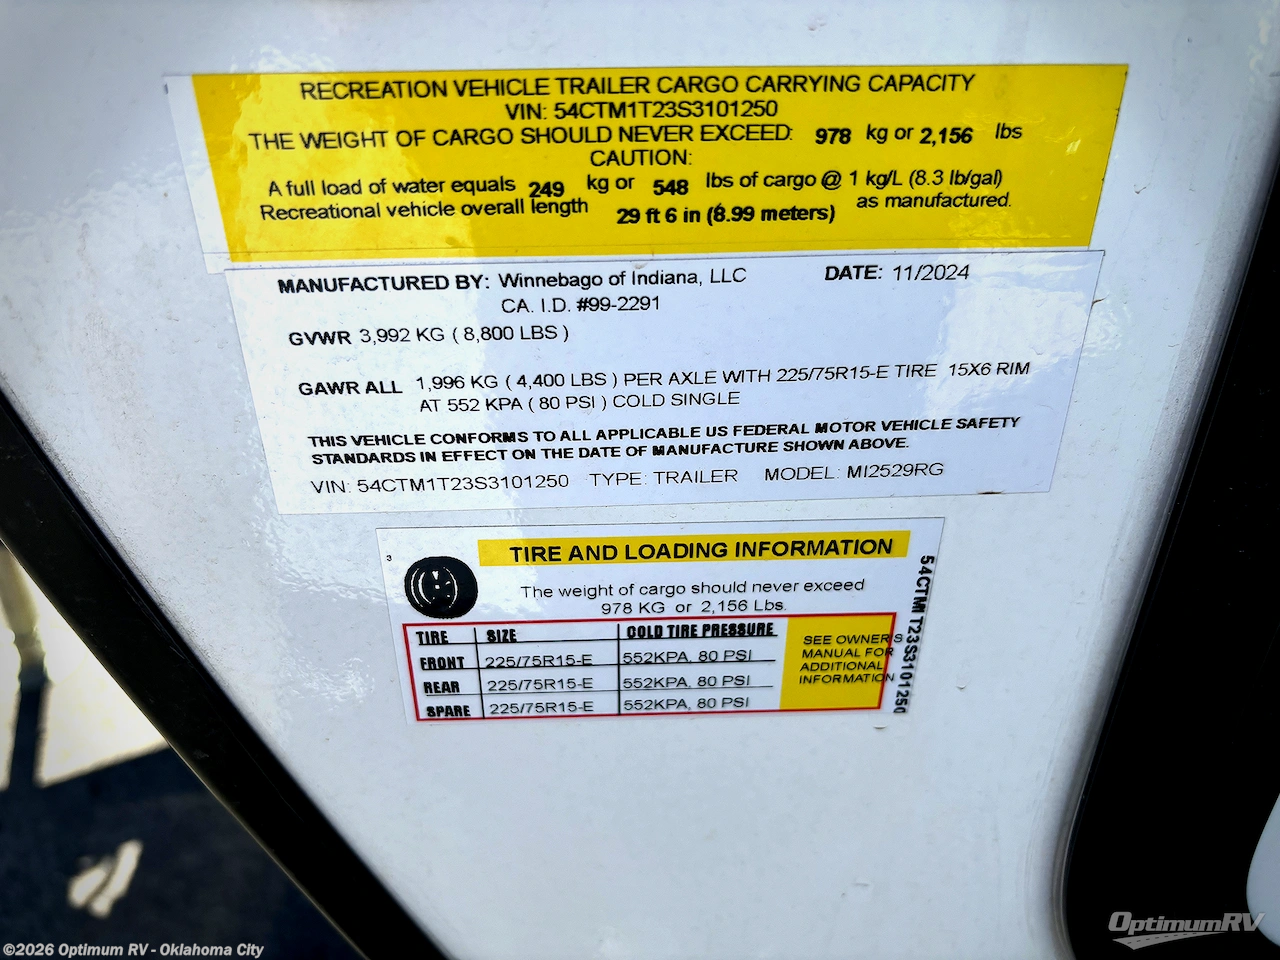 RECREATION VEHICLE TRAILER CARGO CARRYING CAPACITY
VIN: 54CTM1T23S3101250
THE WEIGHT OF CARGO SHOULD NEVER EXCEED: 978 kg or 2,156 lbs
CAUTION:
A full load of water equals 249 kg or 548 lbs of cargo @ 1 kg/L (8.3 lb/gal)
Recreational vehicle overall length 29 ft 6 in (8.99 meters) as manufactured.
MANUFACTURED BY: Winnebago of Indiana, LLC DATE: 11/2024
CA. I.D. #99-2291
GVWR 3,992 KG ( 8,800 LBS )
GAWR ALL 1,996 KG ( 4,400 LBS ) PER AXLE WITH 225/75R15-E TIRE 15X6 RIM
AT 552 KPA ( 80 PSI ) COLD SINGLE
THIS VEHICLE CONFORMS TO ALL APPLICABLE US FEDERAL MOTOR VEHICLE SAFETY
STANDARDS IN EFFECT ON THE DATE OF MANUFACTURE SHOWN ABOVE.
VIN: 54CTM1T23S3101250 TYPE: TRAILER MODEL: MI2529RG
3
TIRE AND LOADING INFORMATION
The weight of cargo should never exceed
978 KG or 2,156 Lbs.
TIRE SIZE COLD TIRE PRESSURE
FRONT 225/75R15-E 552KPA, 80 PSI
REAR 225/75R15-E 552KPA, 80 PSI
SPARE 225/75R15-E 552KPA, 80 PSI
SEE OWNER'S
MANUAL FOR
ADDITIONAL
INFORMATION
54CTM1T23S3101250
©2026 Optimum RV - Oklahoma City
OptimumRV